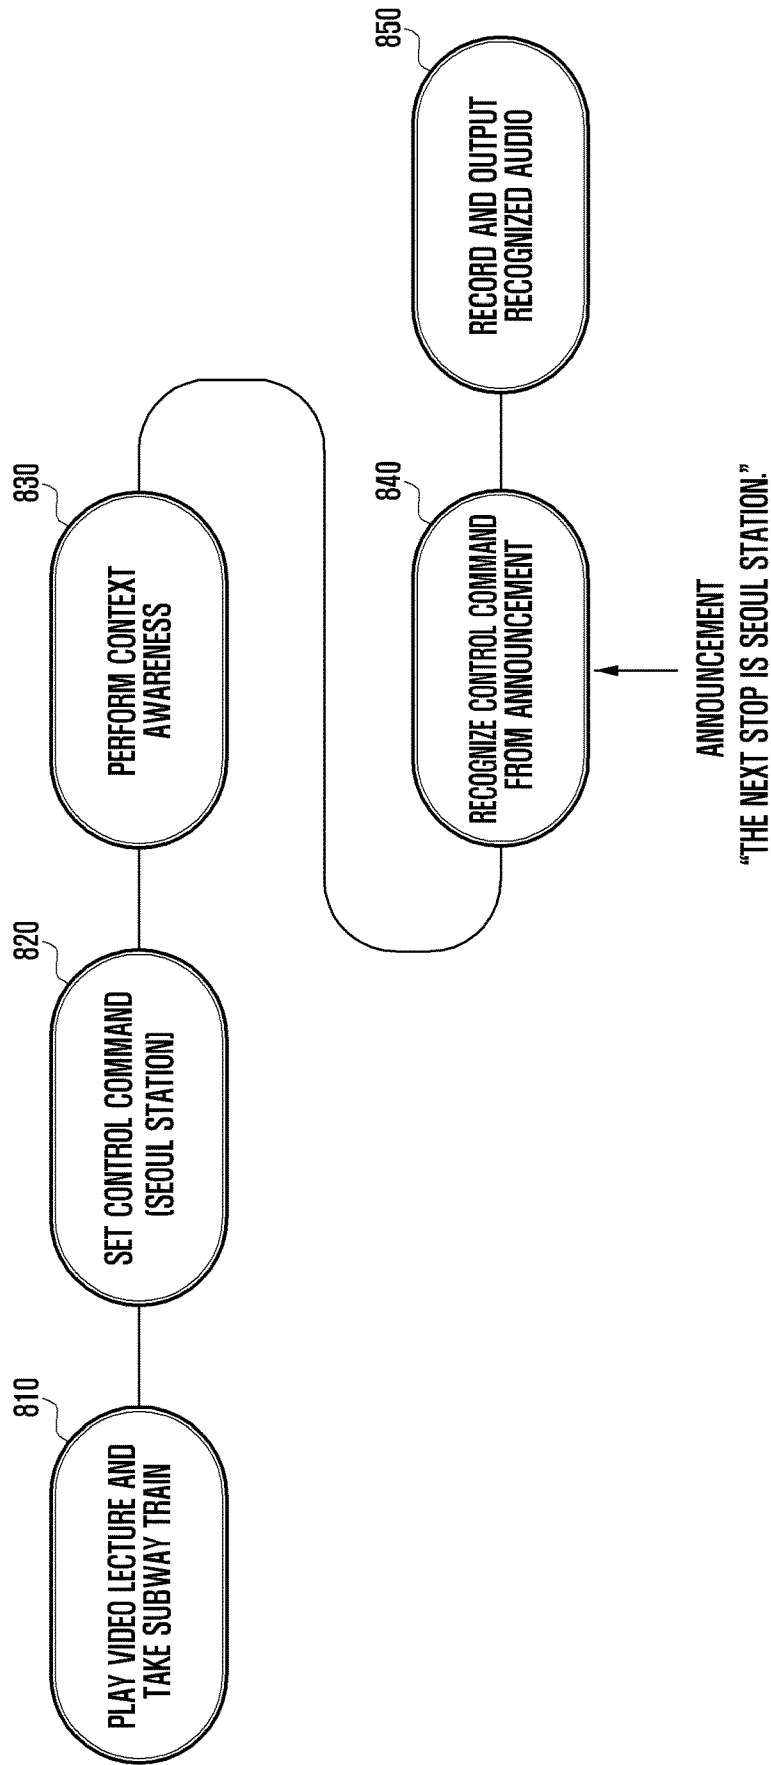 810
PLAY VIDEO LECTURE AND
TAKE SUBWAY TRAIN
820
SET CONTROL COMMAND
(SEOUL STATION)
830
PERFORM CONTEXT
AWARENESS
840
RECOGNIZE CONTROL COMMAND
FROM ANNOUNCEMENT
850
RECORD AND OUTPUT
RECOGNIZED AUDIO
ANNOUNCEMENT
“THE NEXT STOP IS SEOUL STATION.”